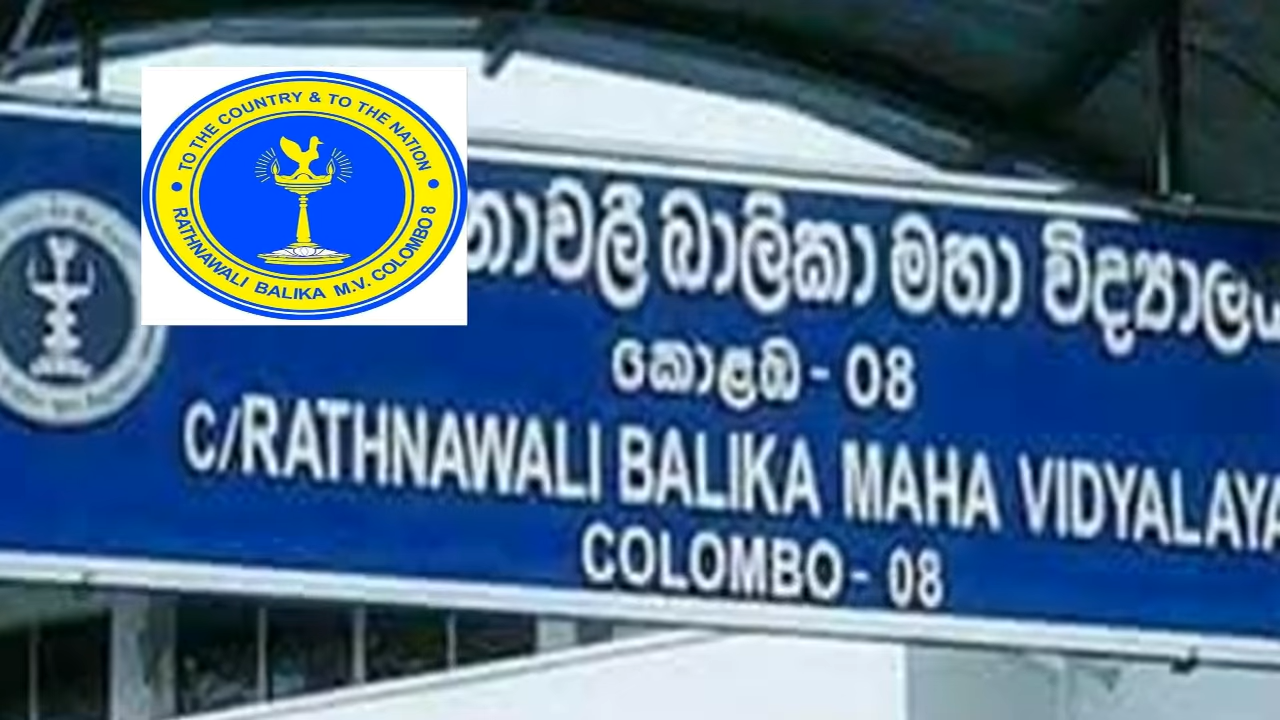 TO THE COUNTRY & TO THE NATION
RATHNAWALI BALIKA M.V. COLOMBO 8
බාලිකා මහා විද්‍යාලය
කොළඹ - 08
C/RATHNAWALI BALIKA MAHA VIDYALAYA
COLOMBO - 08